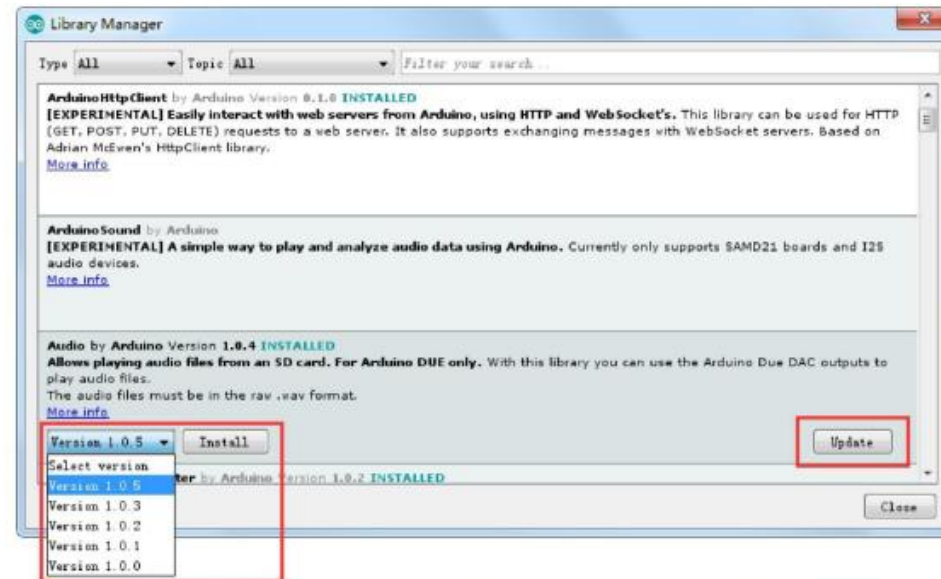 Library Manager
Type All Topic All Filter your search...
ArduinoHttpClient by Arduino Version 0.1.0 INSTALLED
[EXPERIMENTAL] Easily interact with web servers from Arduino, using HTTP and WebSocket's. This library can be used for HTTP
(GET, POST, PUT, DELETE) requests to a web server. It also supports exchanging messages with WebSocket servers. Based on
Adrian McEwen's HttpClient library.
More info
ArduinoSound by Arduino
[EXPERIMENTAL] A simple way to play and analyze audio data using Arduino. Currently only supports SAMD21 boards and I2S
audio devices.
More info
Audio by Arduino Version 1.0.4 INSTALLED
Allows playing audio files from an SD card. For Arduino DUE only. With this library you can use the Arduino Due DAC outputs to
play audio files.
The audio files must be in the raw .wav format.
More info
Version 1.0.5 Install Update
Select version
Version 1.0.5 ter by Arduino Version 1.0.2 INSTALLED
Version 1.0.3
Version 1.0.2 Close
Version 1.0.1
Version 1.0.0